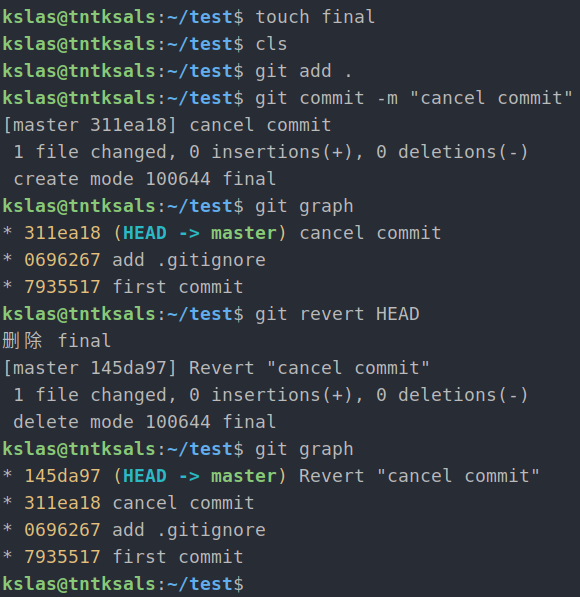 kslas@tntksals:~/test$ touch final
kslas@tntksals:~/test$ cls
kslas@tntksals:~/test$ git add .
kslas@tntksals:~/test$ git commit -m "cancel commit"
[master 311ea18] cancel commit
 1 file changed, 0 insertions(+), 0 deletions(-)
 create mode 100644 final
kslas@tntksals:~/test$ git graph
* 311ea18 (HEAD -> master) cancel commit
* 0696267 add .gitignore
* 7935517 first commit
kslas@tntksals:~/test$ git revert HEAD
删除 final
[master 145da97] Revert "cancel commit"
 1 file changed, 0 insertions(+), 0 deletions(-)
 delete mode 100644 final
kslas@tntksals:~/test$ git graph
* 145da97 (HEAD -> master) Revert "cancel commit"
* 311ea18 cancel commit
* 0696267 add .gitignore
* 7935517 first commit
kslas@tntksals:~/test$